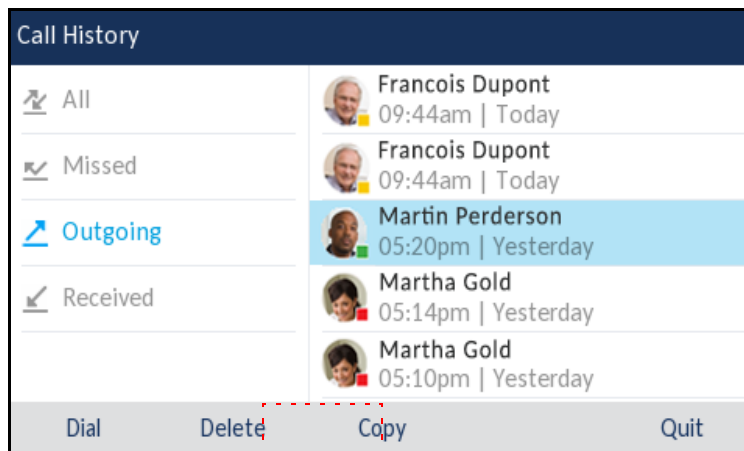 Call History
All
Missed
Outgoing
Received
Francois Dupont
09:44am | Today
Francois Dupont
09:44am | Today
Martin Perderson
05:20pm | Yesterday
Martha Gold
05:14pm | Yesterday
Martha Gold
05:10pm | Yesterday
Dial Delete Copy Quit